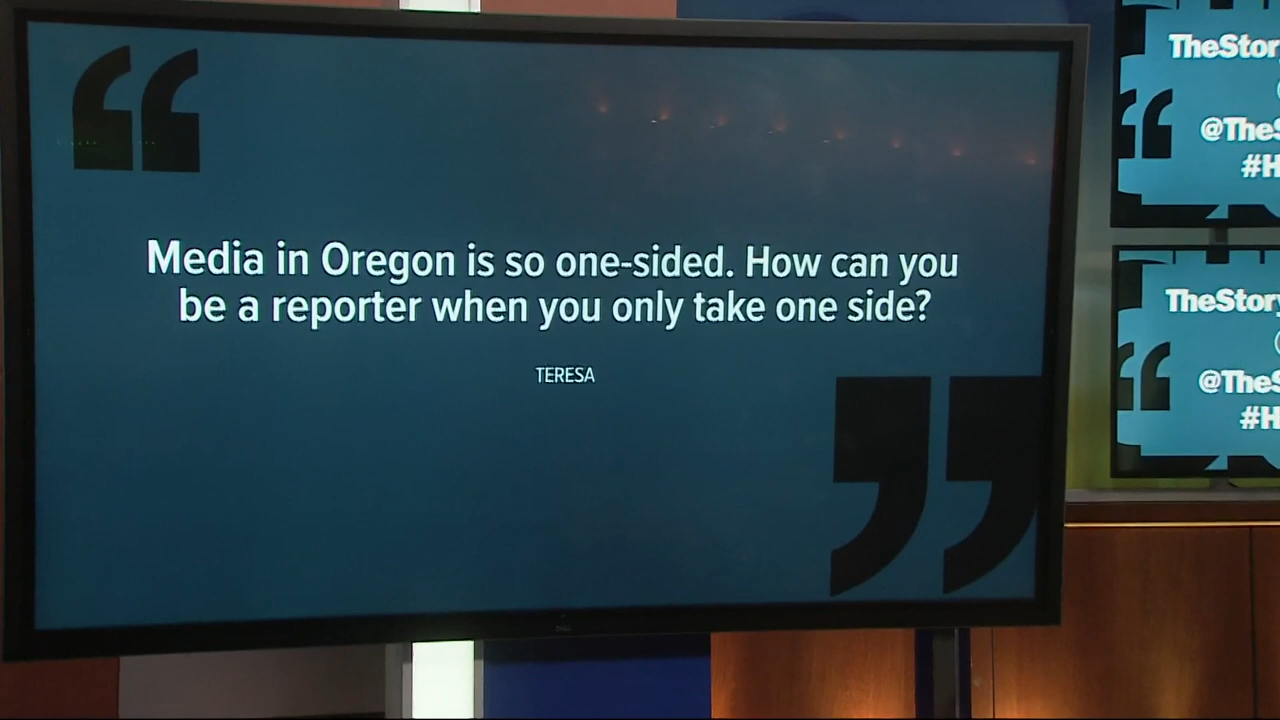 Media in Oregon is so one-sided. How can you
be a reporter when you only take one side?
TERESA
TheStory
@TheS
#H
TheStory
@TheS
#H